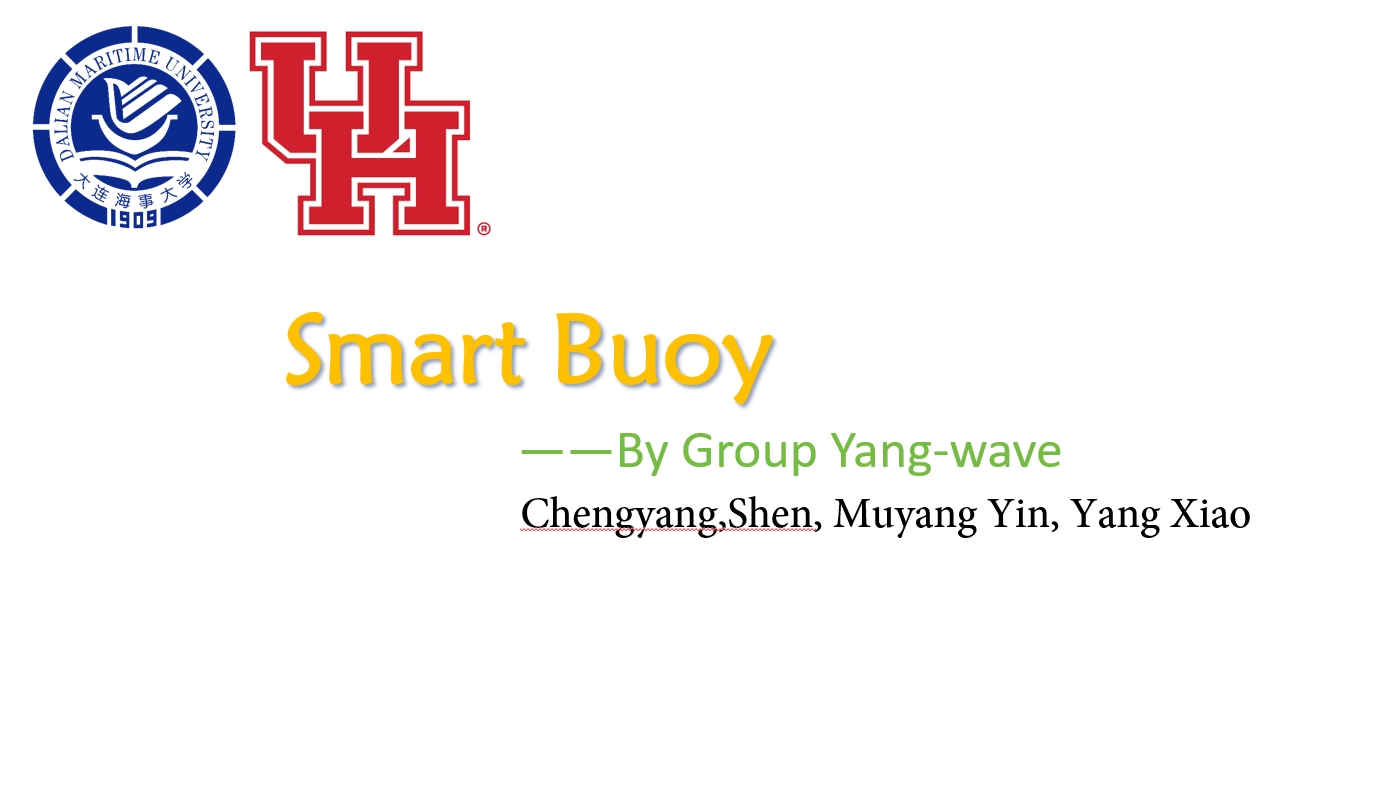 DALIAN MARITIME UNIVERSITY
大连海事大学
1909
UH
®
Smart Buoy
——By Group Yang-wave
Chengyang,Shen, Muyang Yin, Yang Xiao